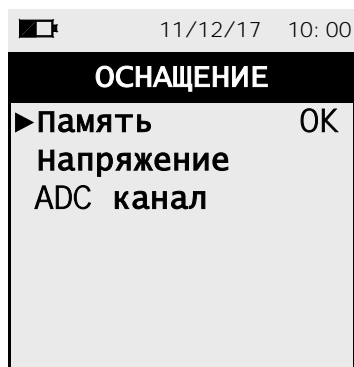 11/12/17 10:00
ОСНАЩЕНИЕ
▶Память OK
Напряжение
ADC канал